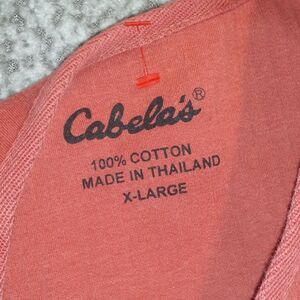 Cabela's®
100% COTTON
MADE IN THAILAND
X-LARGE